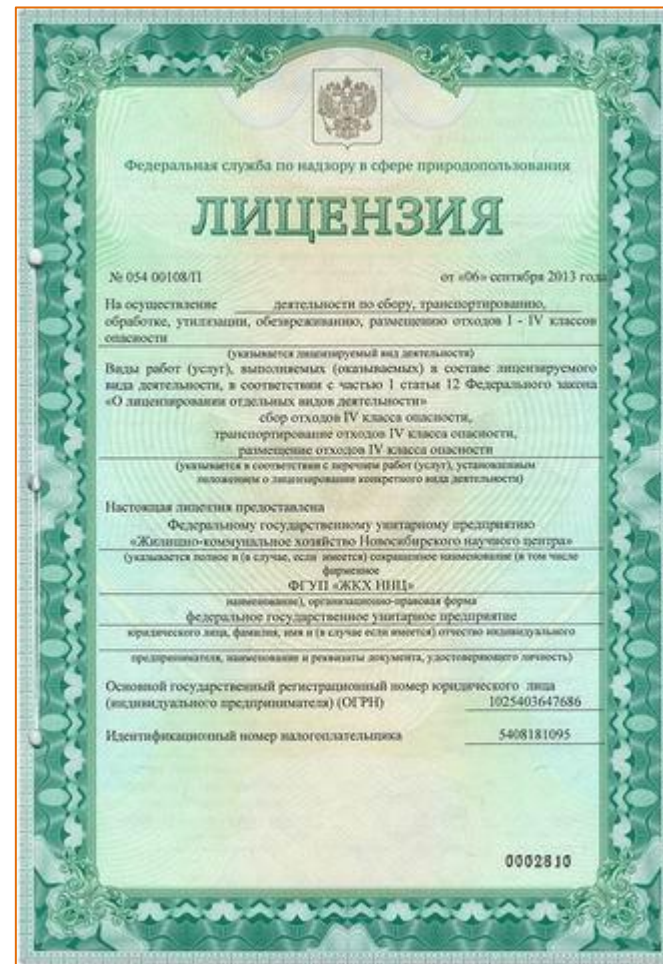 Федеральная служба по надзору в сфере природопользования
ЛИЦЕНЗИЯ
№ 054 00108/П от «06» сентября 2013 года
На осуществление деятельности по сбору, транспортированию,
обработке, утилизации, обезвреживанию, размещению отходов I - IV классов
опасности
(указывается лицензируемый вид деятельности)
Виды работ (услуг), выполняемых (оказываемых) в составе лицензируемого
вида деятельности, в соответствии с частью 1 статьи 12 Федерального закона
«О лицензировании отдельных видов деятельности»
сбор отходов IV класса опасности,
транспортирование отходов IV класса опасности,
размещение отходов IV класса опасности
(указывается в соответствии с перечнем работ (услуг), установленным
положением о лицензировании конкретного вида деятельности)
Настоящая лицензия предоставлена
Федеральному государственному унитарному предприятию
«Жилищно-коммунальное хозяйство Новосибирского научного центра»
(указывается полное и (в случае, если имеется) сокращенное наименование (в том числе
фирменное
ФГУП «ЖКХ ННЦ»
наименование), организационно-правовая форма
федеральное государственное унитарное предприятие
юридического лица, фамилия, имя и (в случае если имеется) отчество индивидуального
предпринимателя, наименование и реквизиты документа, удостоверяющего личность)
Основной государственный регистрационный номер юридического лица
(индивидуального предпринимателя) (ОГРН) 1025403647686
Идентификационный номер налогоплательщика 5408181095
0002810